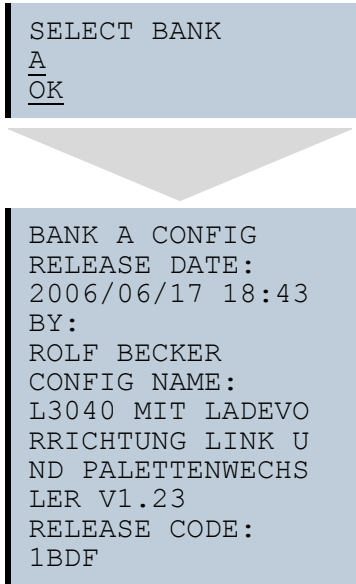 SELECT BANK
A
OK
BANK A CONFIG
RELEASE DATE:
2006/06/17 18:43
BY:
ROLF BECKER
CONFIG NAME:
L3040 MIT LADEVO
RRICHTUNG LINK U
ND PALETTENWECHS
LER V1.23
RELEASE CODE:
1BDF